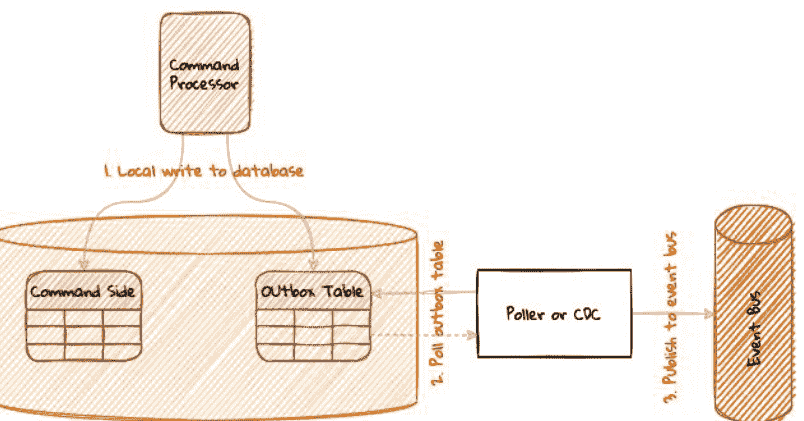 Command
Processor
1. Local write to database
Command Side
OUtbox Table
2. Poll outbox table
Poller or CDC
3. Publish to event bus
Event Bus